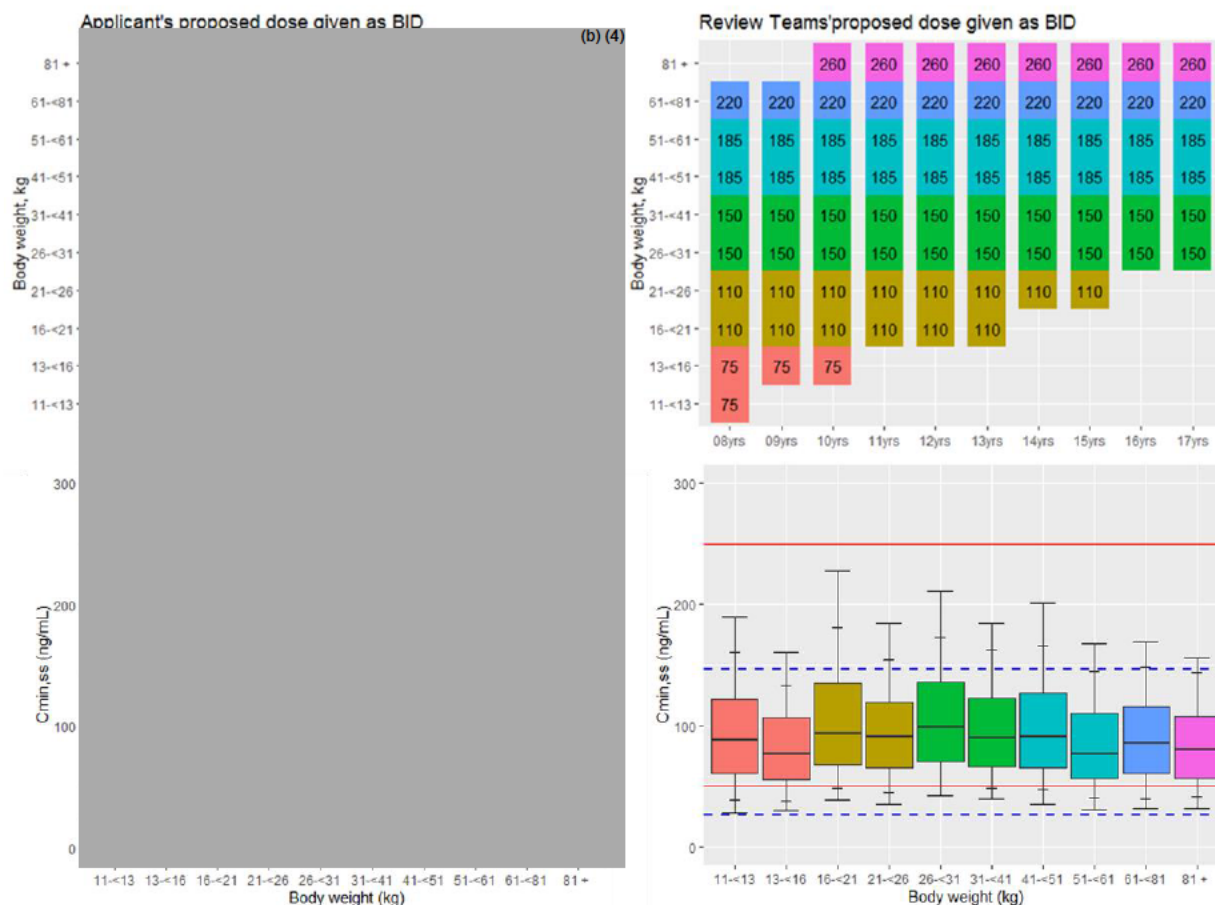 Applicant's proposed dose given as BID
(b) (4)
Body weight, kg
81 +
61-<81
51-<61
41-<51
31-<41
26-<31
21-<26
16-<21
13-<16
11-<13
Cmin,ss (ng/mL)
300
200
100
0
11-<13 13-<16 16-<21 21-<26 26-<31 31-<41 41-<51 51-<61 61-<81 81 +
Body weight (kg)
Review Teams'proposed dose given as BID
Body weight, kg
81 + 260 260 260 260 260 260 260 260
61-<81 220 220 220 220 220 220 220 220 220 220
51-<61 185 185 185 185 185 185 185 185 185 185
41-<51 185 185 185 185 185 185 185 185 185 185
31-<41 150 150 150 150 150 150 150 150 150 150
26-<31 150 150 150 150 150 150 150 150 150 150
21-<26 110 110 110 110 110 110 110 110
16-<21 110 110 110 110 110 110
13-<16 75 75 75
11-<13 75
08yrs 09yrs 10yrs 11yrs 12yrs 13yrs 14yrs 15yrs 16yrs 17yrs
Cmin,ss (ng/mL)
300
200
100
0
11-<13 13-<16 16-<21 21-<26 26-<31 31-<41 41-<51 51-<61 61-<81 81 +
Body weight (kg)